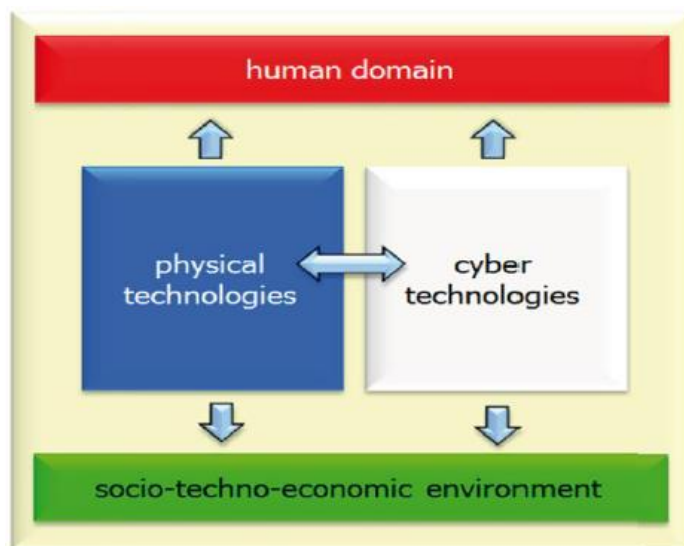 human domain
physical
technologies
cyber
technologies
socio-techno-economic environment